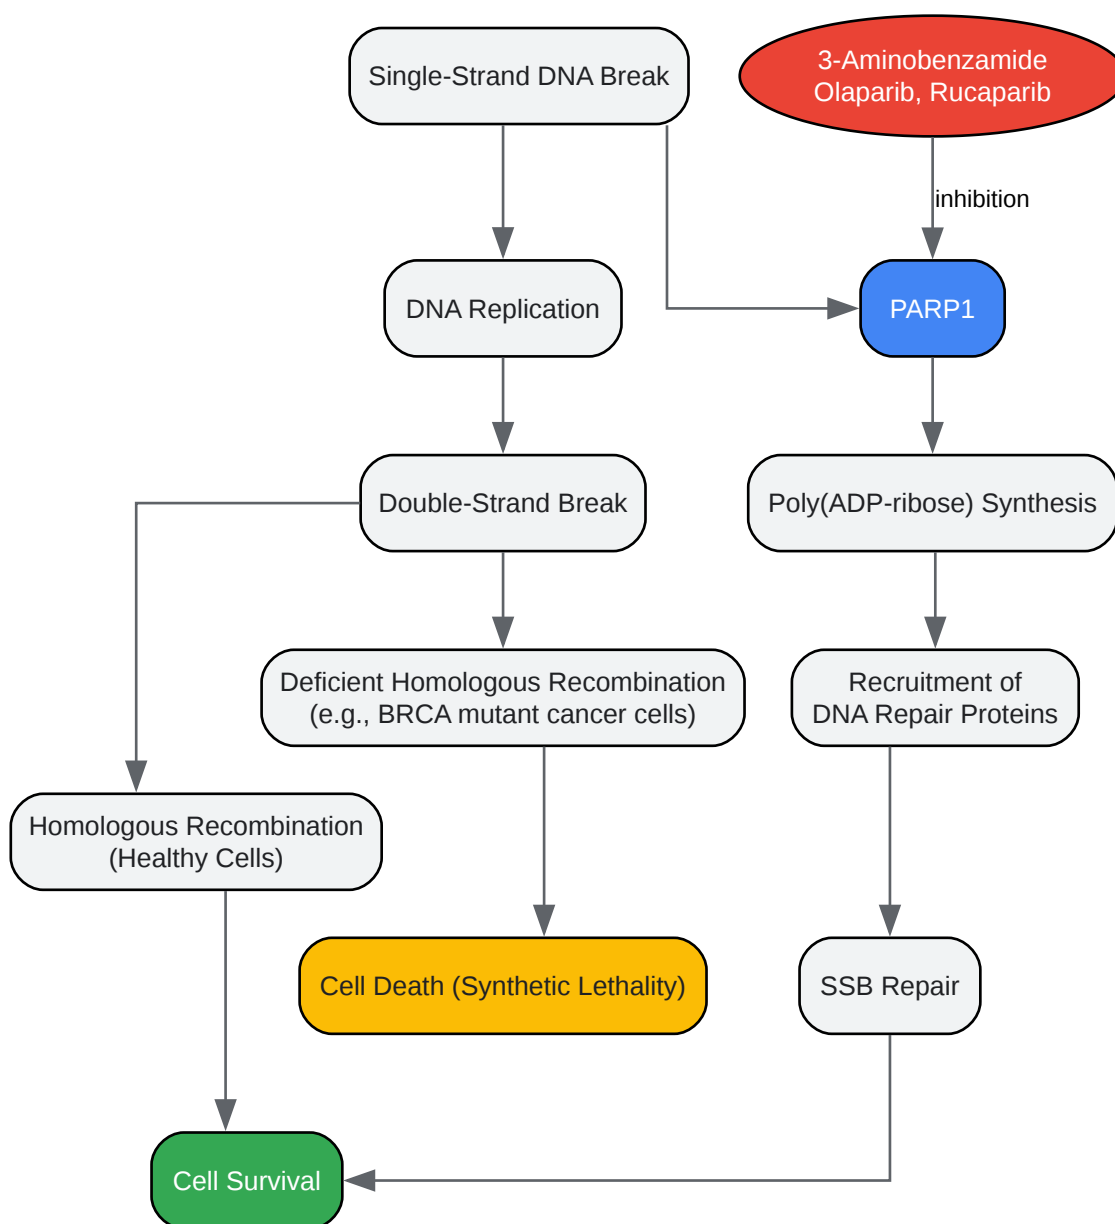 Single-Strand DNA Break
3-Aminobenzamide
Olaparib, Rucaparib
inhibition
DNA Replication
PARP1
Double-Strand Break
Poly(ADP-ribose) Synthesis
Deficient Homologous Recombination
(e.g., BRCA mutant cancer cells)
Recruitment of
DNA Repair Proteins
Homologous Recombination
(Healthy Cells)
Cell Death (Synthetic Lethality)
SSB Repair
Cell Survival